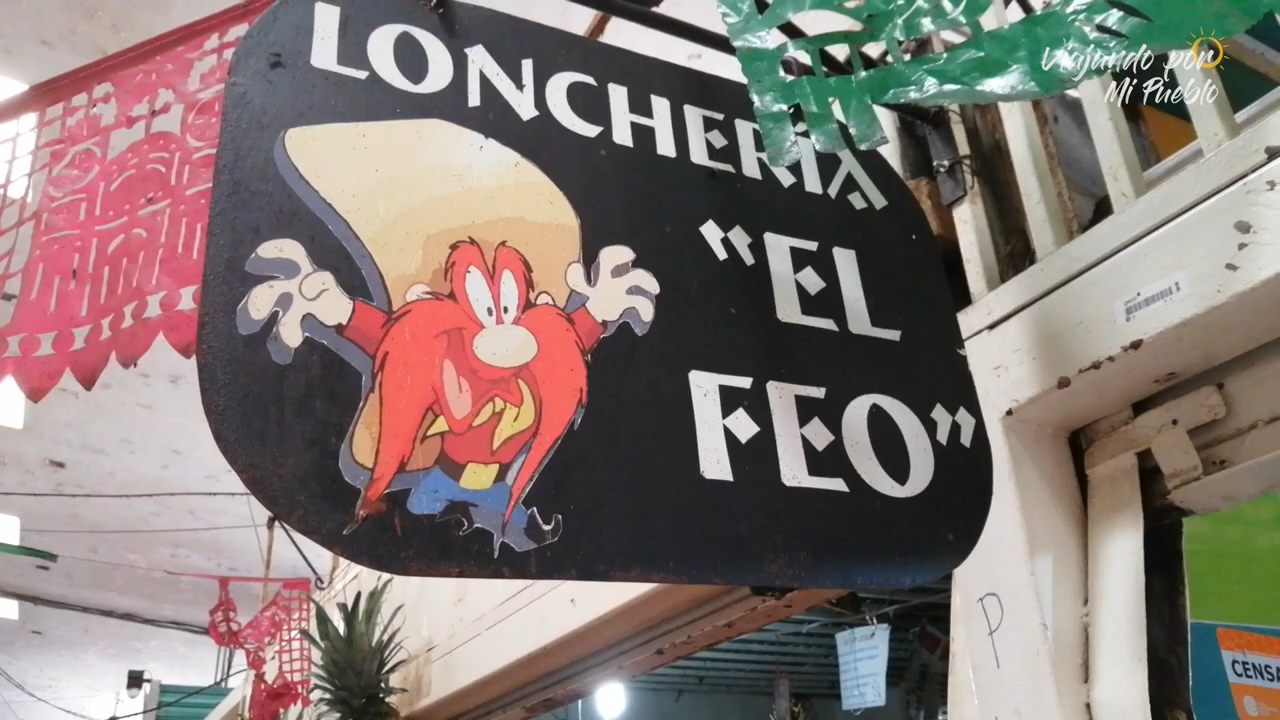 LONCHERIA
"EL
FEO"
Viajando por
Mi Pueblo
P
CENSA